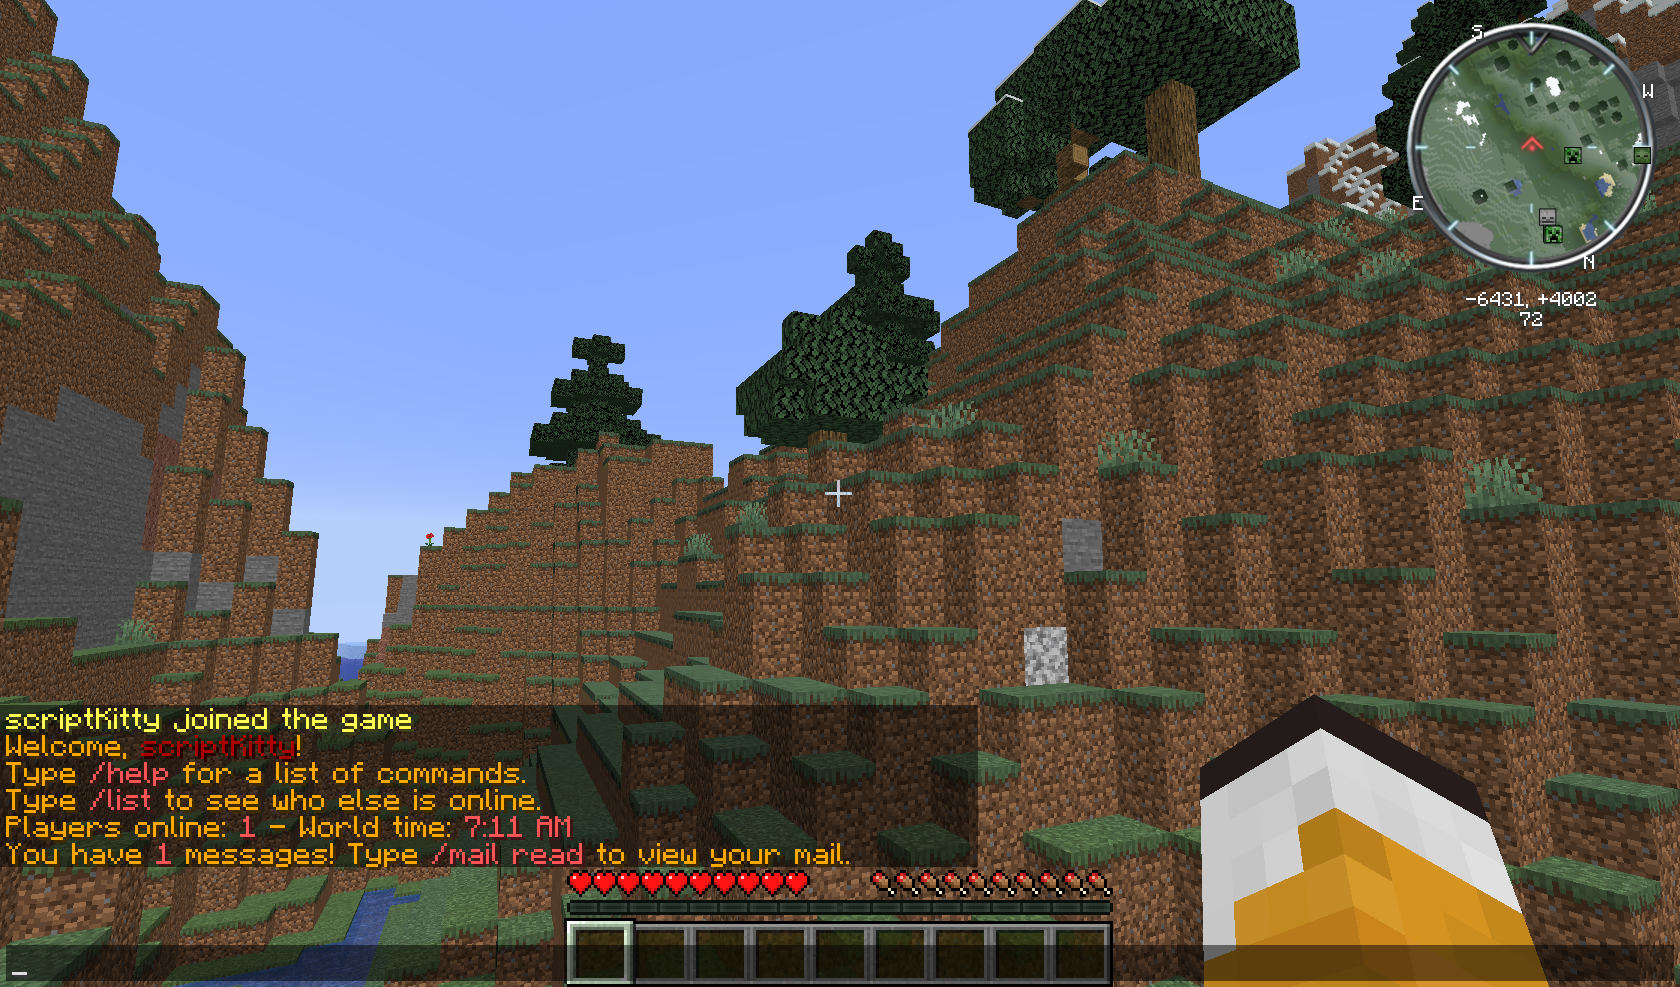 S
W
E
N
-6431, +4002
72
scriptKitty joined the game
Welcome, scriptKitty!
Type /help for a list of commands.
Type /list to see who else is online.
Players online: 1 - World time: 7:11 AM
You have 1 messages! Type /mail read to view your mail.
_